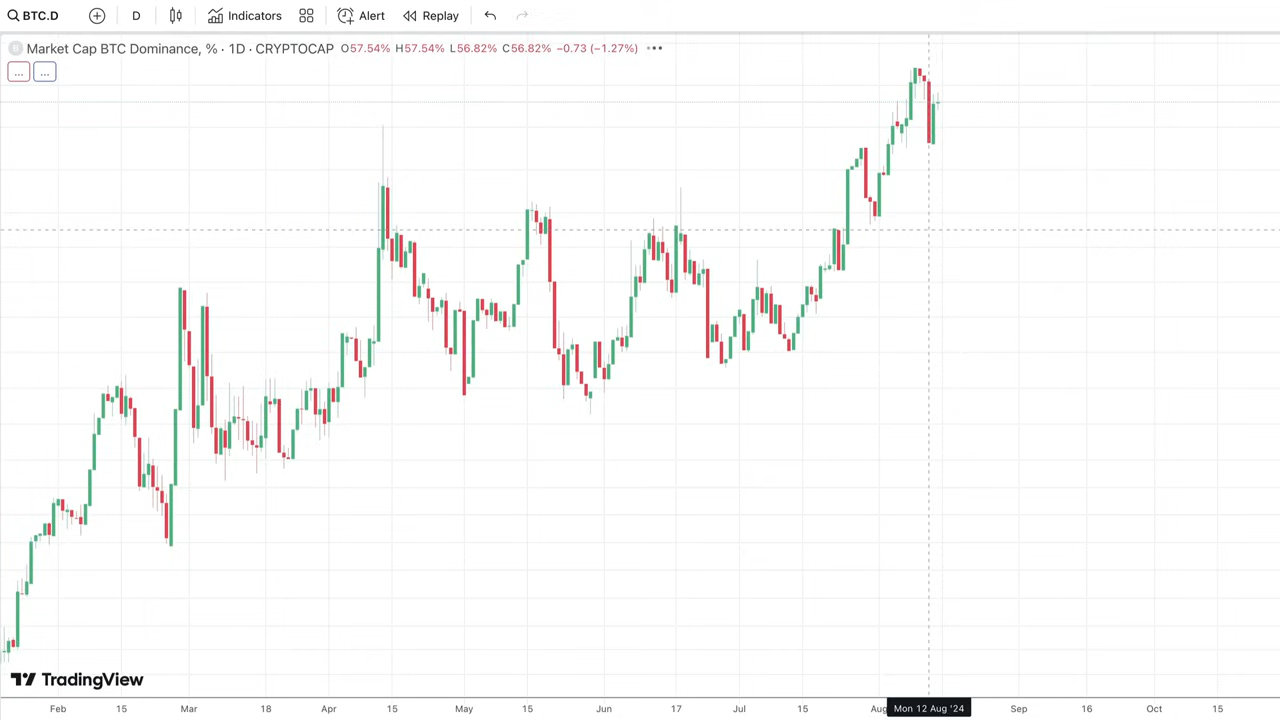 BTC.D D Indicators Alert Replay
Market Cap BTC Dominance, % · 1D · CRYPTOCAP O57.54% H57.54% L56.82% C56.82% −0.73 (−1.27%) •••
... ...
TradingView
Feb 15 Mar 18 Apr 15 May 15 Jun 17 Jul 15 Aug Mon 12 Aug '24 Sep 16 Oct 15